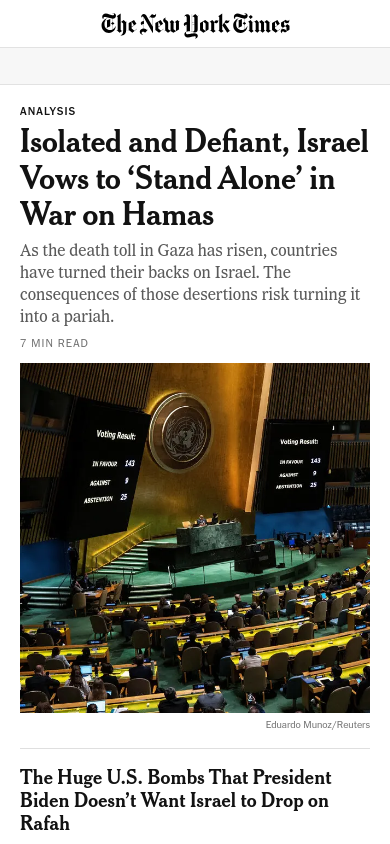 The New York Times
ANALYSIS
Isolated and Defiant, Israel
Vows to ‘Stand Alone’ in
War on Hamas
As the death toll in Gaza has risen, countries
have turned their backs on Israel. The
consequences of those desertions risk turning it
into a pariah.
7 MIN READ
Voting Result:
IN FAVOUR 143
AGAINST 9
ABSTENTION 25
Voting Result:
IN FAVOUR 143
AGAINST 9
ABSTENTION 25
Eduardo Munoz/Reuters
The Huge U.S. Bombs That President
Biden Doesn’t Want Israel to Drop on
Rafah